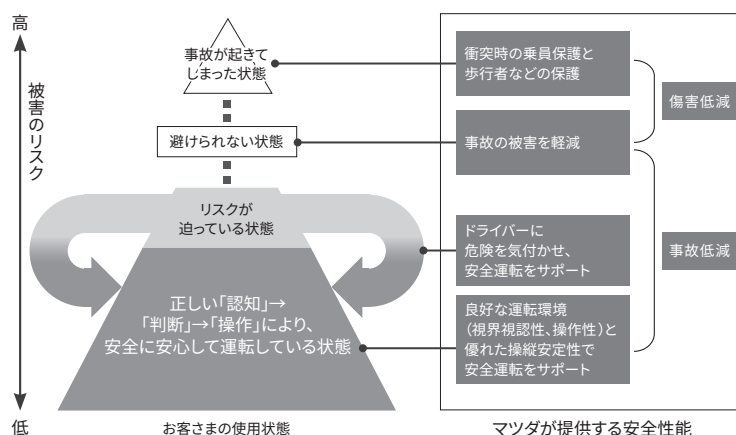 高
被害のリスク
低
事故が起きて
しまった状態
避けられない状態
リスクが
迫っている状態
正しい「認知」→
「判断」→「操作」により、
安全に安心して運転している状態
お客さまの使用状態
衝突時の乗員保護と
歩行者などの保護
事故の被害を軽減
ドライバーに
危険を気付かせ、
安全運転をサポート
良好な運転環境
（視界視認性、操作性）と
優れた操縦安定性で
安全運転をサポート
傷害低減
事故低減
マツダが提供する安全性能